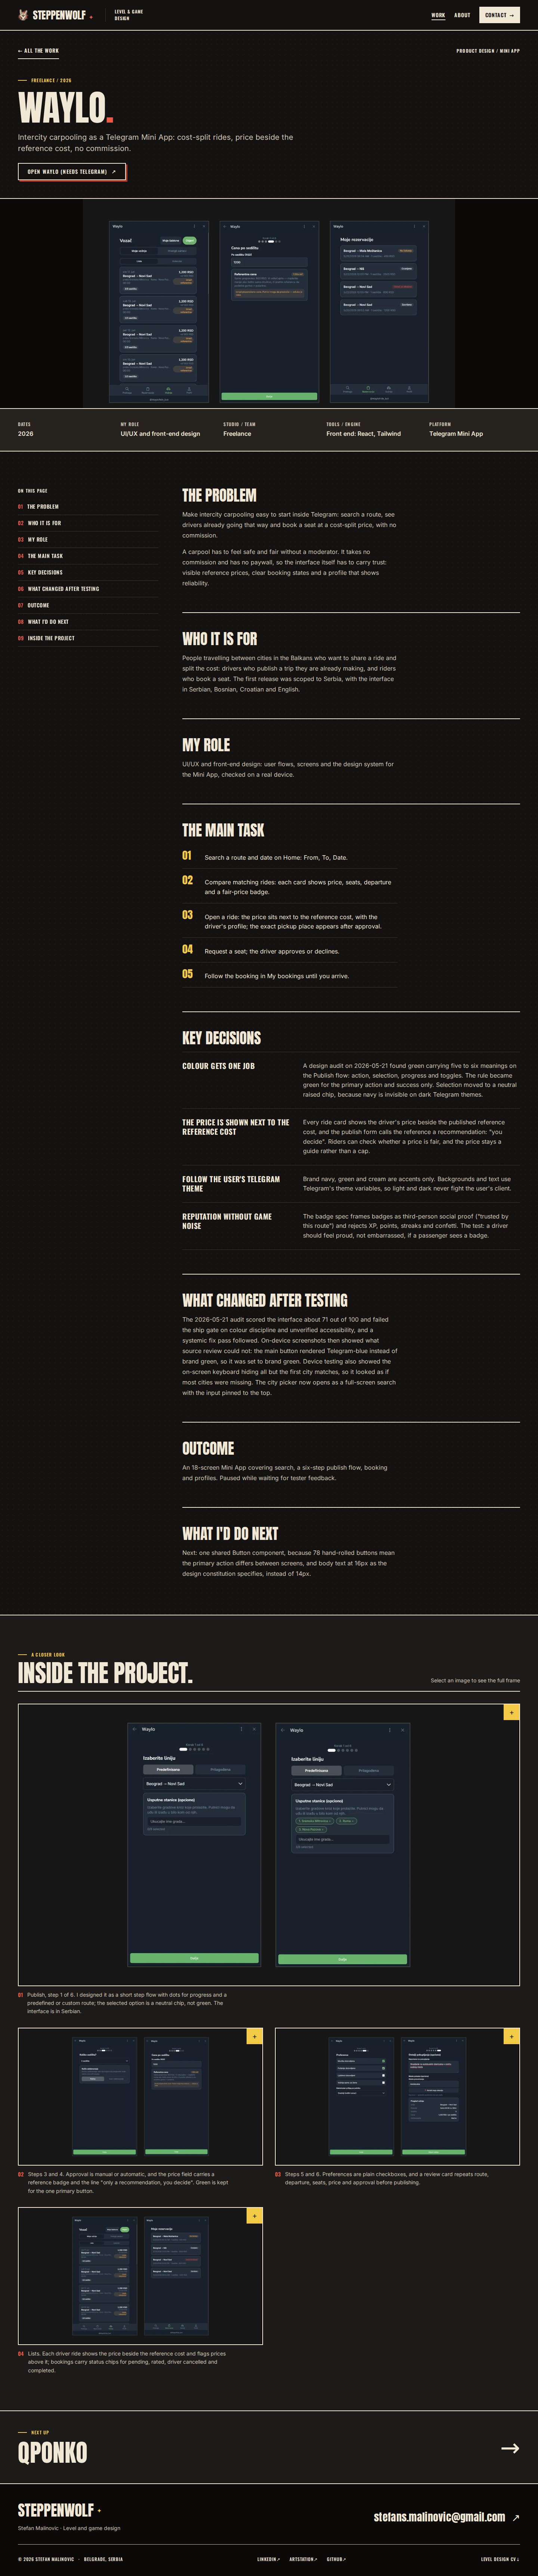 STEPPENWOLF
LEVEL & GAME
DESIGN
WORK
ABOUT
CONTACT →
← ALL THE WORK
PRODUCT DESIGN / MINI APP
FREELANCE / 2026
WAYLO.
Intercity carpooling as a Telegram Mini App: cost-split rides, price beside the
reference cost, no commission.
OPEN WAYLO (NEEDS TELEGRAM) ↗
Waylo
Vozač
Waylo
Cena po sedištu
Waylo
Moje rezervacije
DATES
2026
MY ROLE
UI/UX and front-end design
STUDIO / TEAM
Freelance
TOOLS / ENGINE
Front end: React, Tailwind
PLATFORM
Telegram Mini App
ON THIS PAGE
01 THE PROBLEM
02 WHO IT IS FOR
03 MY ROLE
04 THE MAIN TASK
05 KEY DECISIONS
06 WHAT CHANGED AFTER TESTING
07 OUTCOME
08 WHAT I'D DO NEXT
09 INSIDE THE PROJECT
THE PROBLEM
Make intercity carpooling easy to start inside Telegram: search a route, see
drivers already going that way and book a seat at a cost-split price, with no
commission.
A carpool has to feel safe and fair without a moderator. It takes no
commission and has no paywall, so the interface itself has to carry trust:
visible reference prices, clear booking states and a profile that shows
reliability.
WHO IT IS FOR
People travelling between cities in the Balkans who want to share a ride and
split the cost: drivers who publish a trip they are already making, and riders
who book a seat. The first release was scoped to Serbia, with the interface
in Serbian, Bosnian, Croatian and English.
MY ROLE
UI/UX and front-end design: user flows, screens and the design system for
the Mini App, checked on a real device.
THE MAIN TASK
01 Search a route and date on Home: From, To, Date.
02 Compare matching rides: each card shows price, seats, departure
and a fair-price badge.
03 Open a ride: the price sits next to the reference cost, with the
driver's profile; the exact pickup place appears after approval.
04 Request a seat; the driver approves or declines.
05 Follow the booking in My bookings until you arrive.
KEY DECISIONS
COLOUR GETS ONE JOB
A design audit on 2026-05-21 found green carrying five to six meanings on
the Publish flow: action, selection, progress and toggles. The rule became
green for the primary action and success only. Selection moved to a neutral
raised chip, because navy is invisible on dark Telegram themes.
THE PRICE IS SHOWN NEXT TO THE
REFERENCE COST
Every ride card shows the driver's price beside the published reference
cost, and the publish form calls the reference a recommendation: "you
decide". Riders can check whether a price is fair, and the price stays a
guide rather than a cap.
FOLLOW THE USER'S TELEGRAM
THEME
Brand navy, green and cream are accents only. Backgrounds and text use
Telegram's theme variables, so light and dark never fight the user's client.
REPUTATION WITHOUT GAME
NOISE
The badge spec frames badges as third-person social proof ("trusted by
this route") and rejects XP, points, streaks and confetti. The test: a driver
should feel proud, not embarrassed, if a passenger sees a badge.
WHAT CHANGED AFTER TESTING
The 2026-05-21 audit scored the interface about 71 out of 100 and failed
the ship gate on colour discipline and unverified accessibility, and a
systemic fix pass followed. On-device screenshots then showed what
source review could not: the main button rendered Telegram-blue instead of
brand green, so it was set to brand green. Device testing also showed the
on-screen keyboard hiding all but the first city matches, so it looked as if
most cities were missing. The city picker now opens as a full-screen search
with the input pinned to the top.
OUTCOME
An 18-screen Mini App covering search, a six-step publish flow, booking
and profiles. Paused while waiting for tester feedback.
WHAT I'D DO NEXT
Next: one shared Button component, because 78 hand-rolled buttons mean
the primary action differs between screens, and body text at 16px as the
design constitution specifies, instead of 14px.
A CLOSER LOOK
INSIDE THE PROJECT.
Select an image to see the full frame
+
Waylo
Izaberite liniju
Predefinisana
Prilagođena
Beograd → Novi Sad
Usputne stanice (opciono)
Waylo
Izaberite liniju
Predefinisana
Prilagođena
Beograd → Novi Sad
Usputne stanice (opciono)
01 Publish, step 1 of 6. I designed it as a short step flow with dots for progress and a
predefined or custom route; the selected option is a neutral chip, not green. The
interface is in Serbian.
+
+
02 Steps 3 and 4. Approval is manual or automatic, and the price field carries a
reference badge and the line "only a recommendation, you decide". Green is kept
for the one primary button.
03 Steps 5 and 6. Preferences are plain checkboxes, and a review card repeats route,
departure, seats, price and approval before publishing.
+
04 Lists. Each driver ride shows the price beside the reference cost and flags prices
above it; bookings carry status chips for pending, rated, driver cancelled and
completed.
NEXT UP
QPONKO
→
STEPPENWOLF
Stefan Malinovic · Level and game design
stefans.malinovic@gmail.com ↗
© 2026 STEFAN MALINOVIC · BELGRADE, SERBIA
LINKEDIN↗
ARTSTATION↗
GITHUB↗
LEVEL DESIGN CV↓